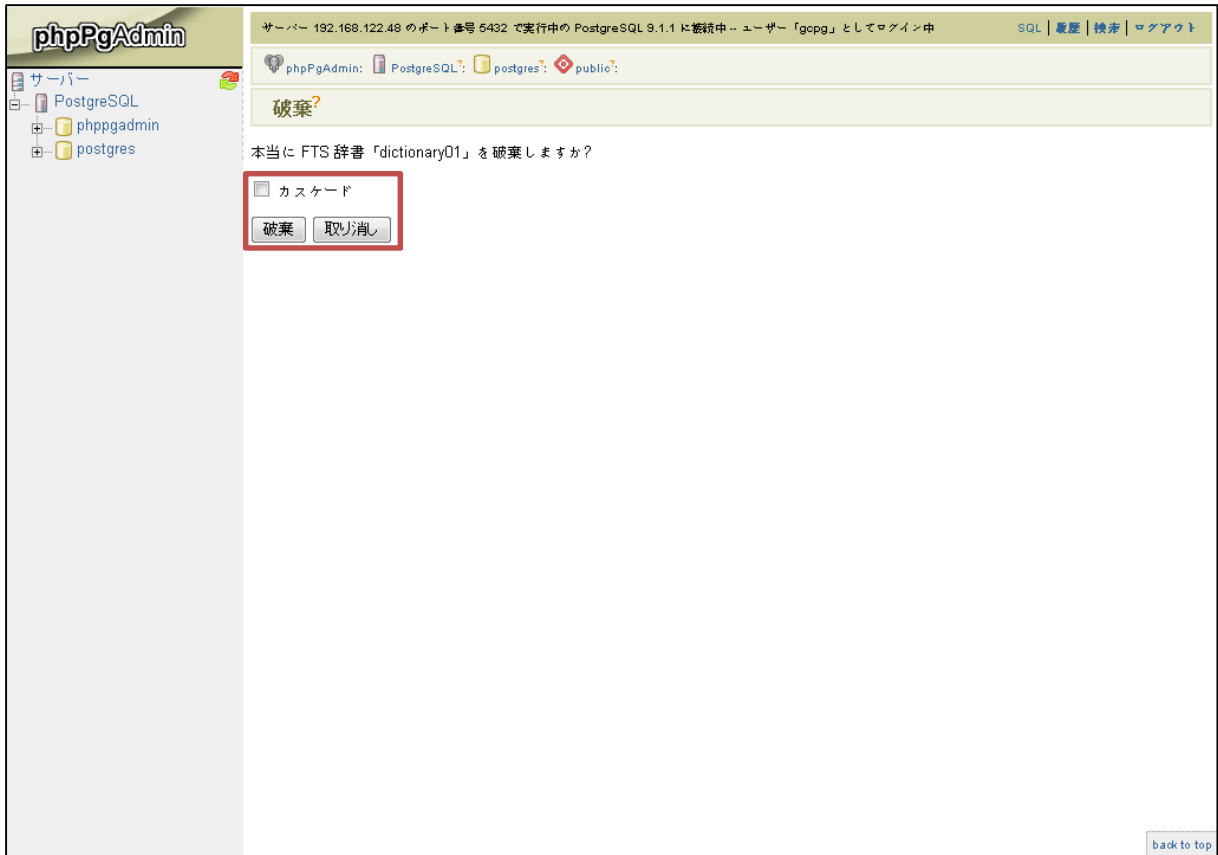 phpPgAdmin
サーバー 192.168.122.48 のポート番号 5432 で実行中の PostgreSQL 9.1.1 に接続中 -- ユーザー「gcpg」としてログイン中
SQL | 履歴 | 検索 | ログアウト
phpPgAdmin: PostgreSQL?: postgres?: public?:
サーバー
PostgreSQL
phppgadmin
postgres
破棄?
本当に FTS 辞書「dictionary01」を破棄しますか?
カスケード
破棄 取り消し
back to top